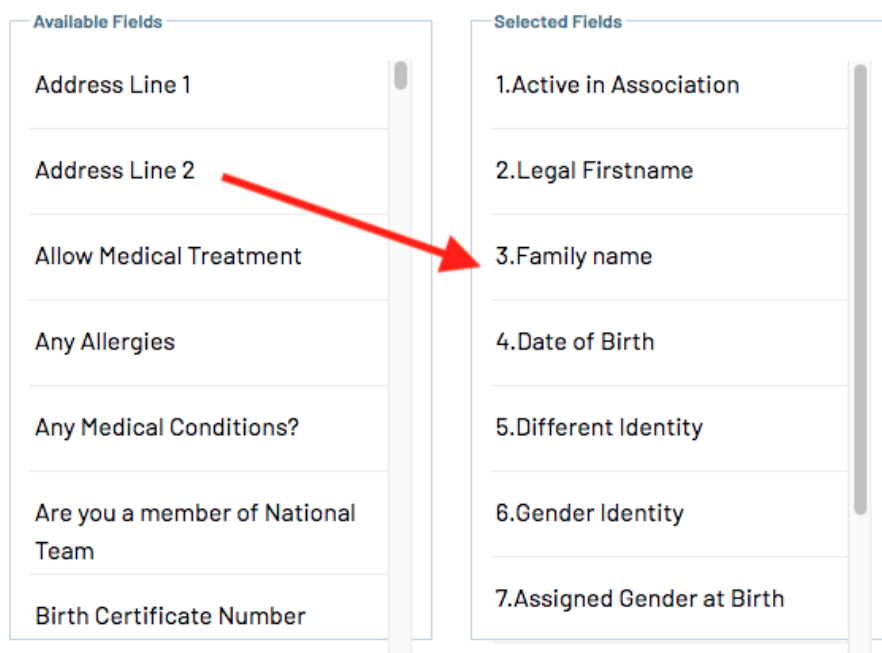 Available Fields
Address Line 1
Address Line 2
Allow Medical Treatment
Any Allergies
Any Medical Conditions?
Are you a member of National
Team
Birth Certificate Number
Selected Fields
1.Active in Association
2.Legal Firstname
3.Family name
4.Date of Birth
5.Different Identity
6.Gender Identity
7.Assigned Gender at Birth